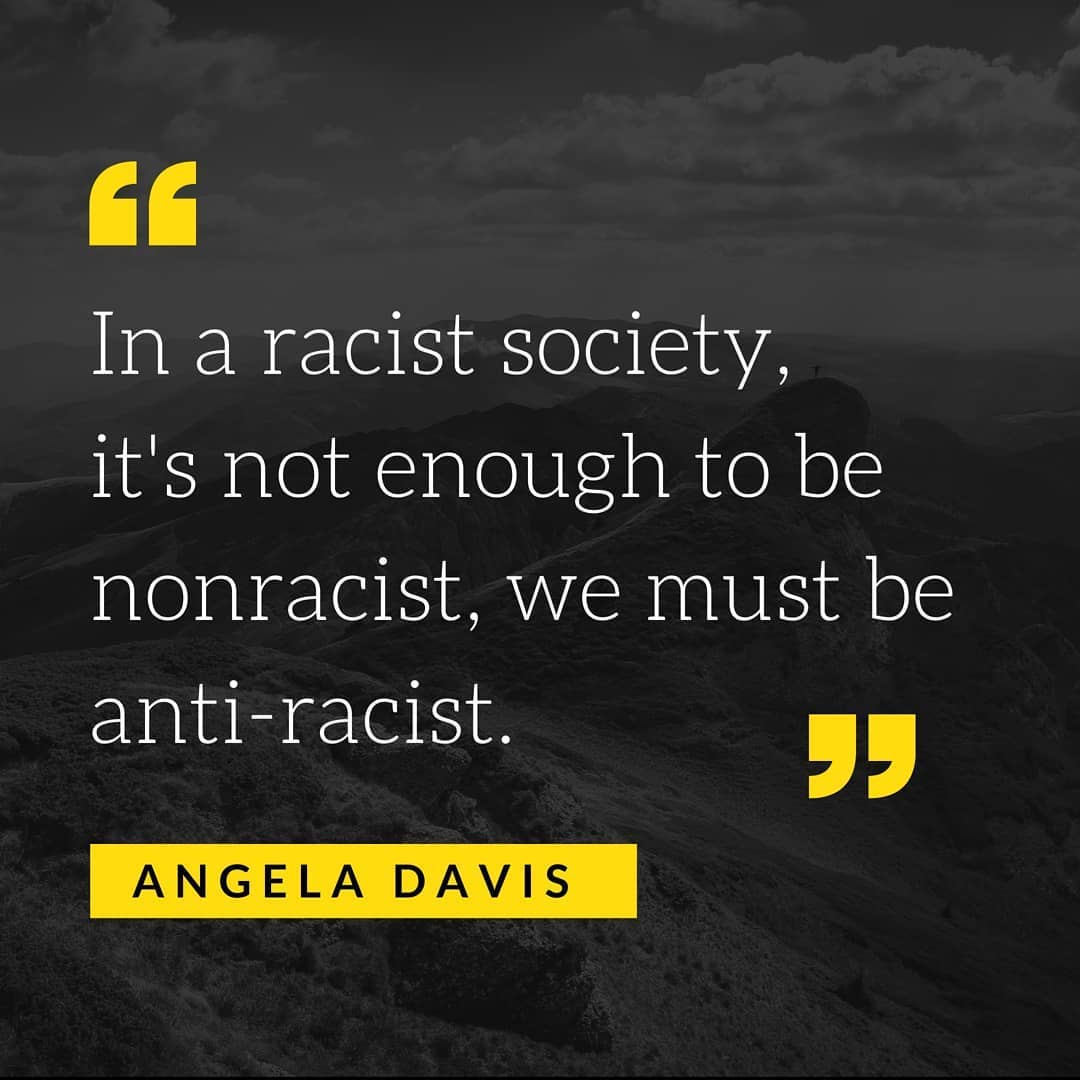 “
In a racist society,
it's not enough to be
nonracist, we must be
anti-racist.
”
ANGELA DAVIS